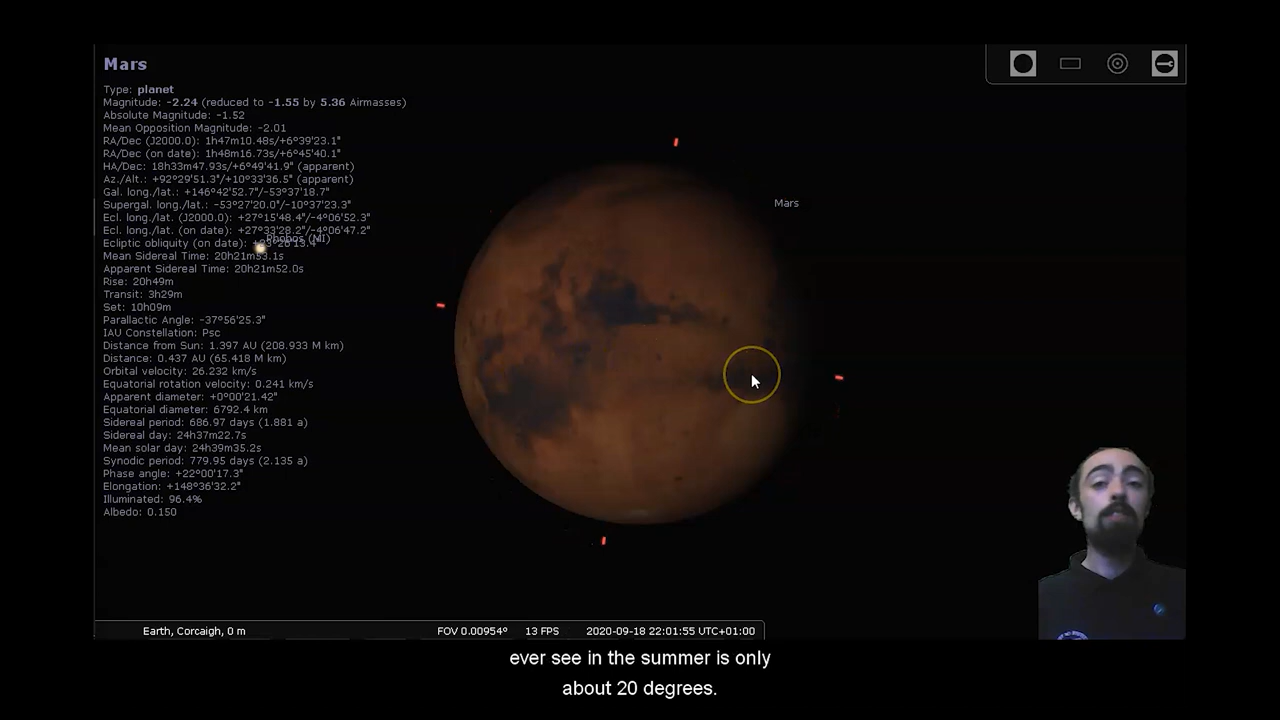 Mars
Type: planet
Magnitude: -2.24 (reduced to -1.55 by 5.36 Airmasses)
Absolute Magnitude: -1.52
Mean Opposition Magnitude: -2.01
RA/Dec (J2000.0): 1h47m10.48s/+6°39'23.1"
RA/Dec (on date): 1h48m16.73s/+6°45'40.1"
HA/Dec: 18h33m47.93s/+6°49'41.9" (apparent)
Az./Alt.: +92°29'51.3"/+10°33'36.5" (apparent)
Gal. long./lat.: +146°42'52.7"/-53°37'18.7"
Supergal. long./lat.: -53°27'20.0"/-10°37'23.3"
Ecl. long./lat. (J2000.0): +27°15'48.4"/-4°06'52.3"
Ecl. long./lat. (on date): +27°33'28.2"/-4°06'47.2"
Ecliptic obliquity (on date):
Phobos (MI)
Mean Sidereal Time: 20h21m53.1s
Apparent Sidereal Time: 20h21m52.0s
Rise: 20h49m
Transit: 3h29m
Set: 10h09m
Parallactic Angle: -37°56'25.3"
IAU Constellation: Psc
Distance from Sun: 1.397 AU (208.933 M km)
Distance: 0.437 AU (65.418 M km)
Orbital velocity: 26.232 km/s
Equatorial rotation velocity: 0.241 km/s
Apparent diameter: +0°00'21.42"
Equatorial diameter: 6792.4 km
Sidereal period: 686.97 days (1.881 a)
Sidereal day: 24h37m22.7s
Mean solar day: 24h39m35.2s
Synodic period: 779.95 days (2.135 a)
Phase angle: +22°00'17.3"
Elongation: +148°36'32.2"
Illuminated: 96.4%
Albedo: 0.150
Mars
Earth, Corcaigh, 0 m FOV 0.00954° 13 FPS 2020-09-18 22:01:55 UTC+01:00
ever see in the summer is only
about 20 degrees.